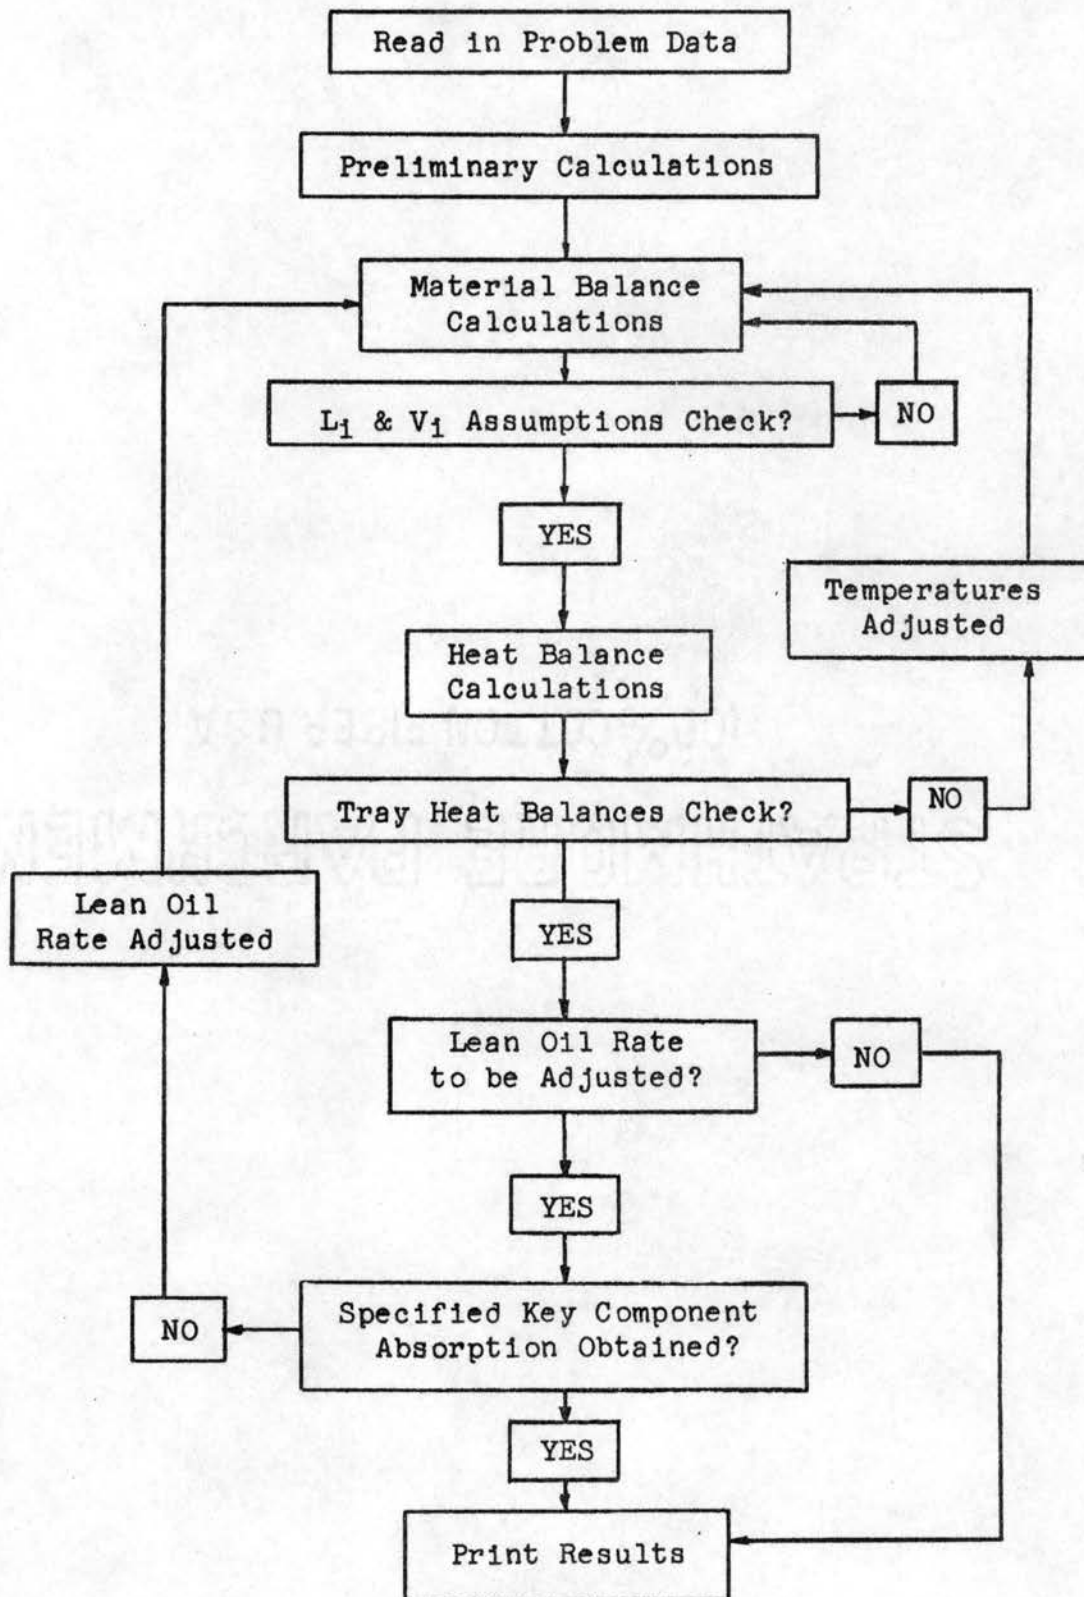 Read in Problem Data
Preliminary Calculations
Material Balance
Calculations
Li & Vi Assumptions Check?
NO
YES
Temperatures
Adjusted
Heat Balance
Calculations
Tray Heat Balances Check?
NO
Lean Oil
Rate Adjusted
YES
Lean Oil Rate
to be Adjusted?
NO
YES
Specified Key Component
Absorption Obtained?
NO
YES
Print Results